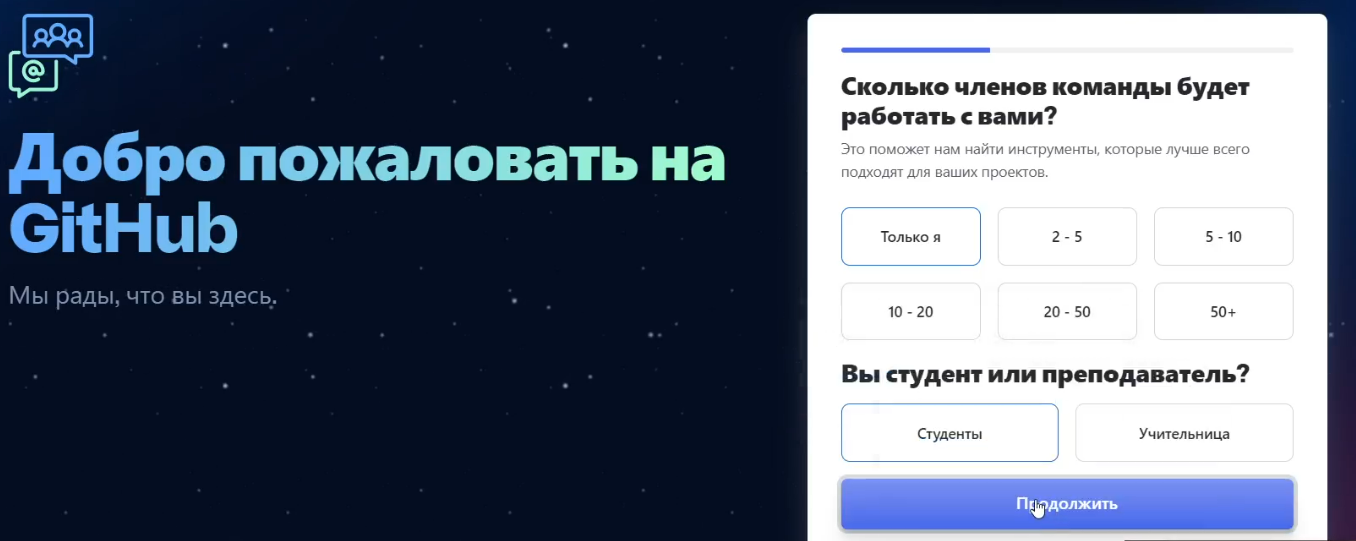 @
Добро пожаловать на
GitHub
Мы рады, что вы здесь.
Сколько членов команды будет
работать с вами?
Это поможет нам найти инструменты, которые лучше всего
подходят для ваших проектов.
Только я
2 - 5
5 - 10
10 - 20
20 - 50
50+
Вы студент или преподаватель?
Студенты
Учительница
Продолжить